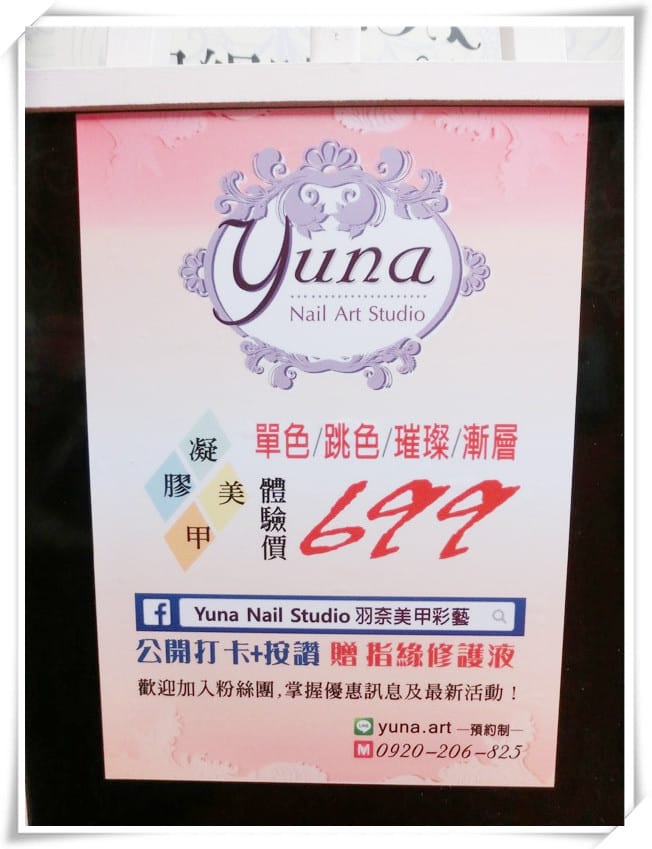 Yuna
Nail Art Studio
單色/跳色/璀璨/漸層
凝膠美甲
體驗價
699
f Yuna Nail Studio 羽奈美甲彩藝
公開打卡+按讚 贈 指緣修護液
歡迎加入粉絲團,掌握優惠訊息及最新活動！
LINE yuna.art —預約制—
M 0920-206-825